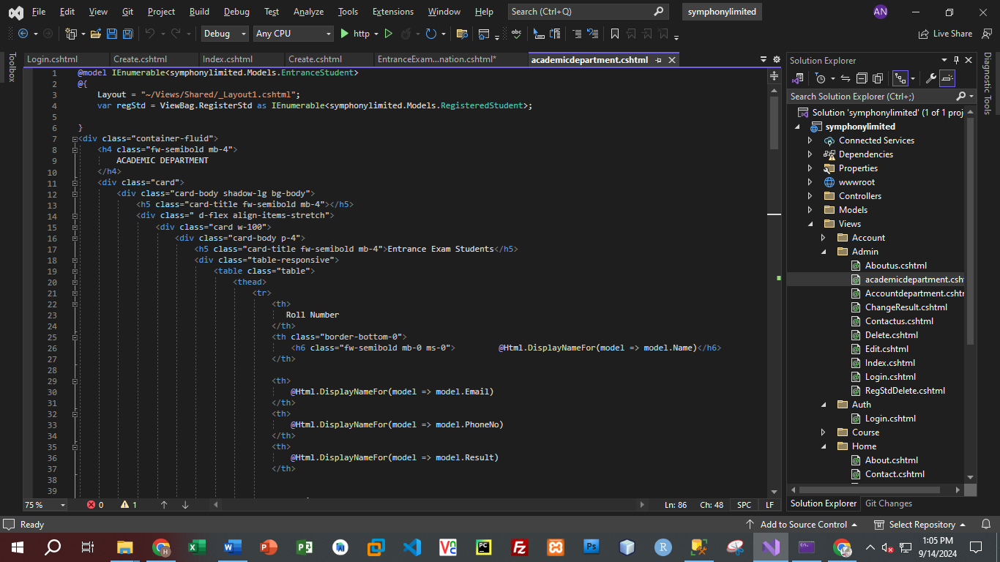 File Edit View Git Project Build Debug Test Analyze Tools Extensions Window Help Search (Ctrl+Q) symphonylimited AN
Debug Any CPU http Live Share
Toolbox
Login.cshtml Create.cshtml Index.cshtml Create.cshtml EntranceExam...nation.cshtml* academicdepartment.cshtml
1 @model IEnumerable<symphonylimited.Models.EntranceStudent>
2 @{
3 Layout = "~/Views/Shared/_Layout1.cshtml";
4 var regStd = ViewBag.RegisterStd as IEnumerable<symphonylimited.Models.RegisteredStudent>;
5
6 }
7 <div class="container-fluid">
8 <h4 class="fw-semibold mb-4">
9 ACADEMIC DEPARTMENT
10 </h4>
11 <div class="card">
12 <div class="card-body shadow-lg bg-body">
13 <h5 class="card-title fw-semibold mb-4"></h5>
14 <div class=" d-flex align-items-stretch">
15 <div class="card w-100">
16 <div class="card-body p-4">
17 <h5 class="card-title fw-semibold mb-4">Entrance Exam Students</h5>
18 <div class="table-responsive">
19 <table class="table">
20 <thead>
21 <tr>
22 <th>
23 Roll Number
24 </th>
25 <th class="border-bottom-0">
26 <h6 class="fw-semibold mb-0 ms-0"> @Html.DisplayNameFor(model => model.Name)</h6>
27 </th>
28
29 <th>
30 @Html.DisplayNameFor(model => model.Email)
31 </th>
32 <th>
33 @Html.DisplayNameFor(model => model.PhoneNo)
34 </th>
35 <th>
36 @Html.DisplayNameFor(model => model.Result)
37 </th>
38
39
75 % 0 1 Ln: 86 Ch: 48 SPC LF
Solution Explorer
Search Solution Explorer (Ctrl+;)
Solution 'symphonylimited' (1 of 1 proj
symphonylimited
Connected Services
Dependencies
Properties
wwwroot
Controllers
Models
Views
Account
Admin
Aboutus.cshtml
academicdepartment.csht
Accountdepartment.cshtm
ChangeResult.cshtml
Contactus.cshtml
Delete.cshtml
Edit.cshtml
Index.cshtml
Login.cshtml
RegStdDelete.cshtml
Auth
Login.cshtml
Course
Home
About.cshtml
Contact.cshtml
Solution Explorer Git Changes
Diagnostic Tools
Ready Add to Source Control Select Repository
1:05 PM
9/14/2024